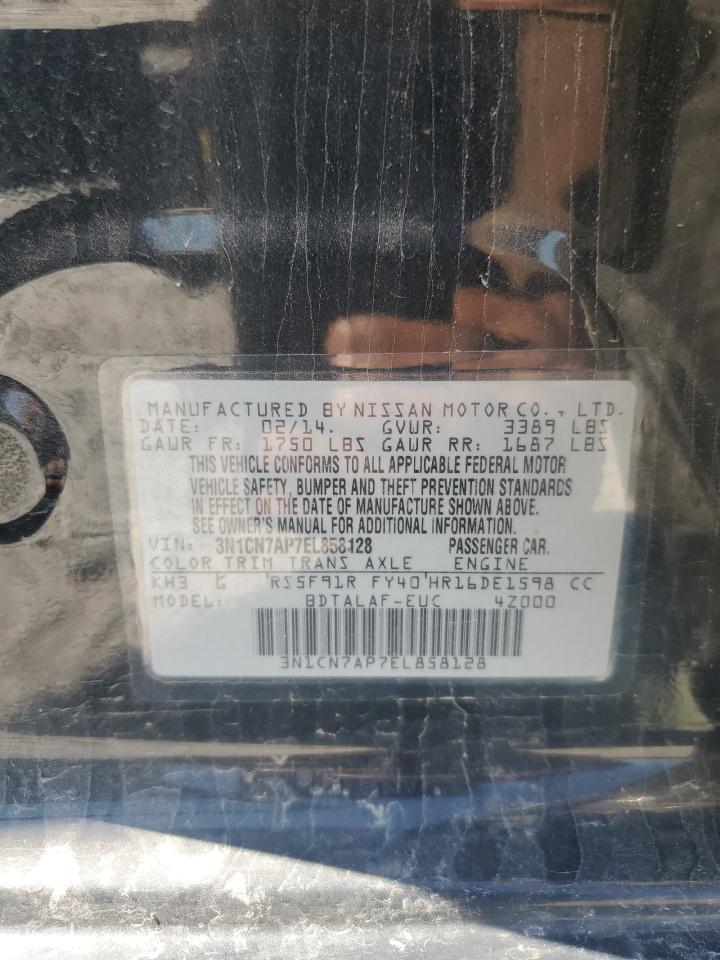 MANUFACTURED BY NISSAN MOTOR CO., LTD.
DATE: 02/14. GVWR: 3389 LBS
GAWR FR: 1750 LBS GAWR RR: 1687 LBS
THIS VEHICLE CONFORMS TO ALL APPLICABLE FEDERAL MOTOR
VEHICLE SAFETY, BUMPER AND THEFT PREVENTION STANDARDS
IN EFFECT ON THE DATE OF MANUFACTURE SHOWN ABOVE.
SEE OWNER'S MANUAL FOR ADDITIONAL INFORMATION.
VIN: 3N1CN7AP7EL858128 PASSENGER CAR.
COLOR TRIM TRANS AXLE ENGINE
KH3 G RS5F91R FY40 HR16DE1598 CC
MODEL: BDTALAF-EUC 4Z000
3N1CN7AP7EL858128